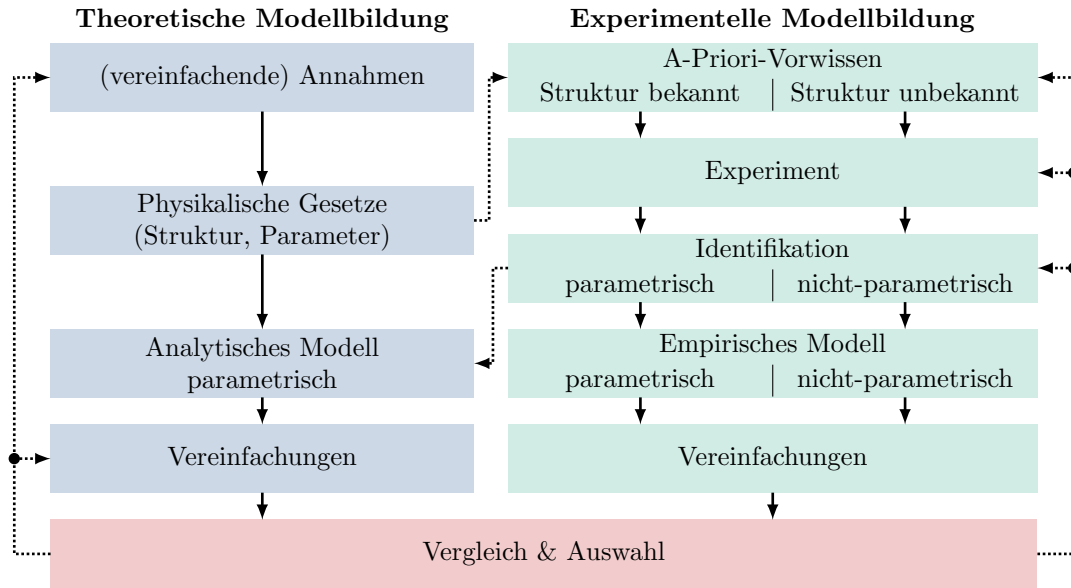 Theoretische Modellbildung
(vereinfachende) Annahmen
Physikalische Gesetze
(Struktur, Parameter)
Analytisches Modell
parametrisch
Vereinfachungen
Experimentelle Modellbildung
A-Priori-Vorwissen
Struktur bekannt | Struktur unbekannt
Experiment
Identifikation
parametrisch | nicht-parametrisch
Empirisches Modell
parametrisch | nicht-parametrisch
Vereinfachungen
Vergleich & Auswahl